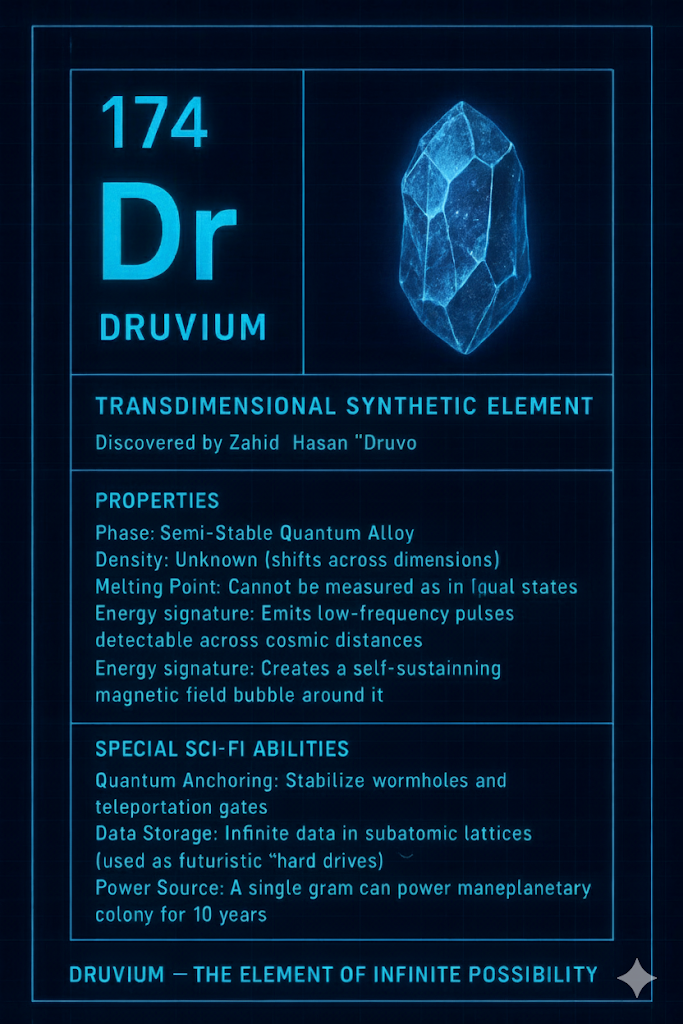 174
Dr
DRUVIUM
TRANSDIMENSIONAL SYNTHETIC ELEMENT
Discovered by Zahid Hasan "Druvo
PROPERTIES
Phase: Semi-Stable Quantum Alloy
Density: Unknown (shifts across dimensions)
Melting Point: Cannot be measured as in states
Energy signature: Emits low-frequency pulses
detectable across cosmic distances
Energy signature: Creates a self-sustainning
magnetic field bubble around it
SPECIAL SCI-FI ABILITIES
Quantum Anchoring: Stabilize wormholes and
teleportation gates
Data Storage: Infinite data in subatomic lattices
(used as futuristic “hard drives)
Power Source: A single gram can power maneplanetary
colony for 10 years
DRUVIUM — THE ELEMENT OF INFINITE POSSIBILITY